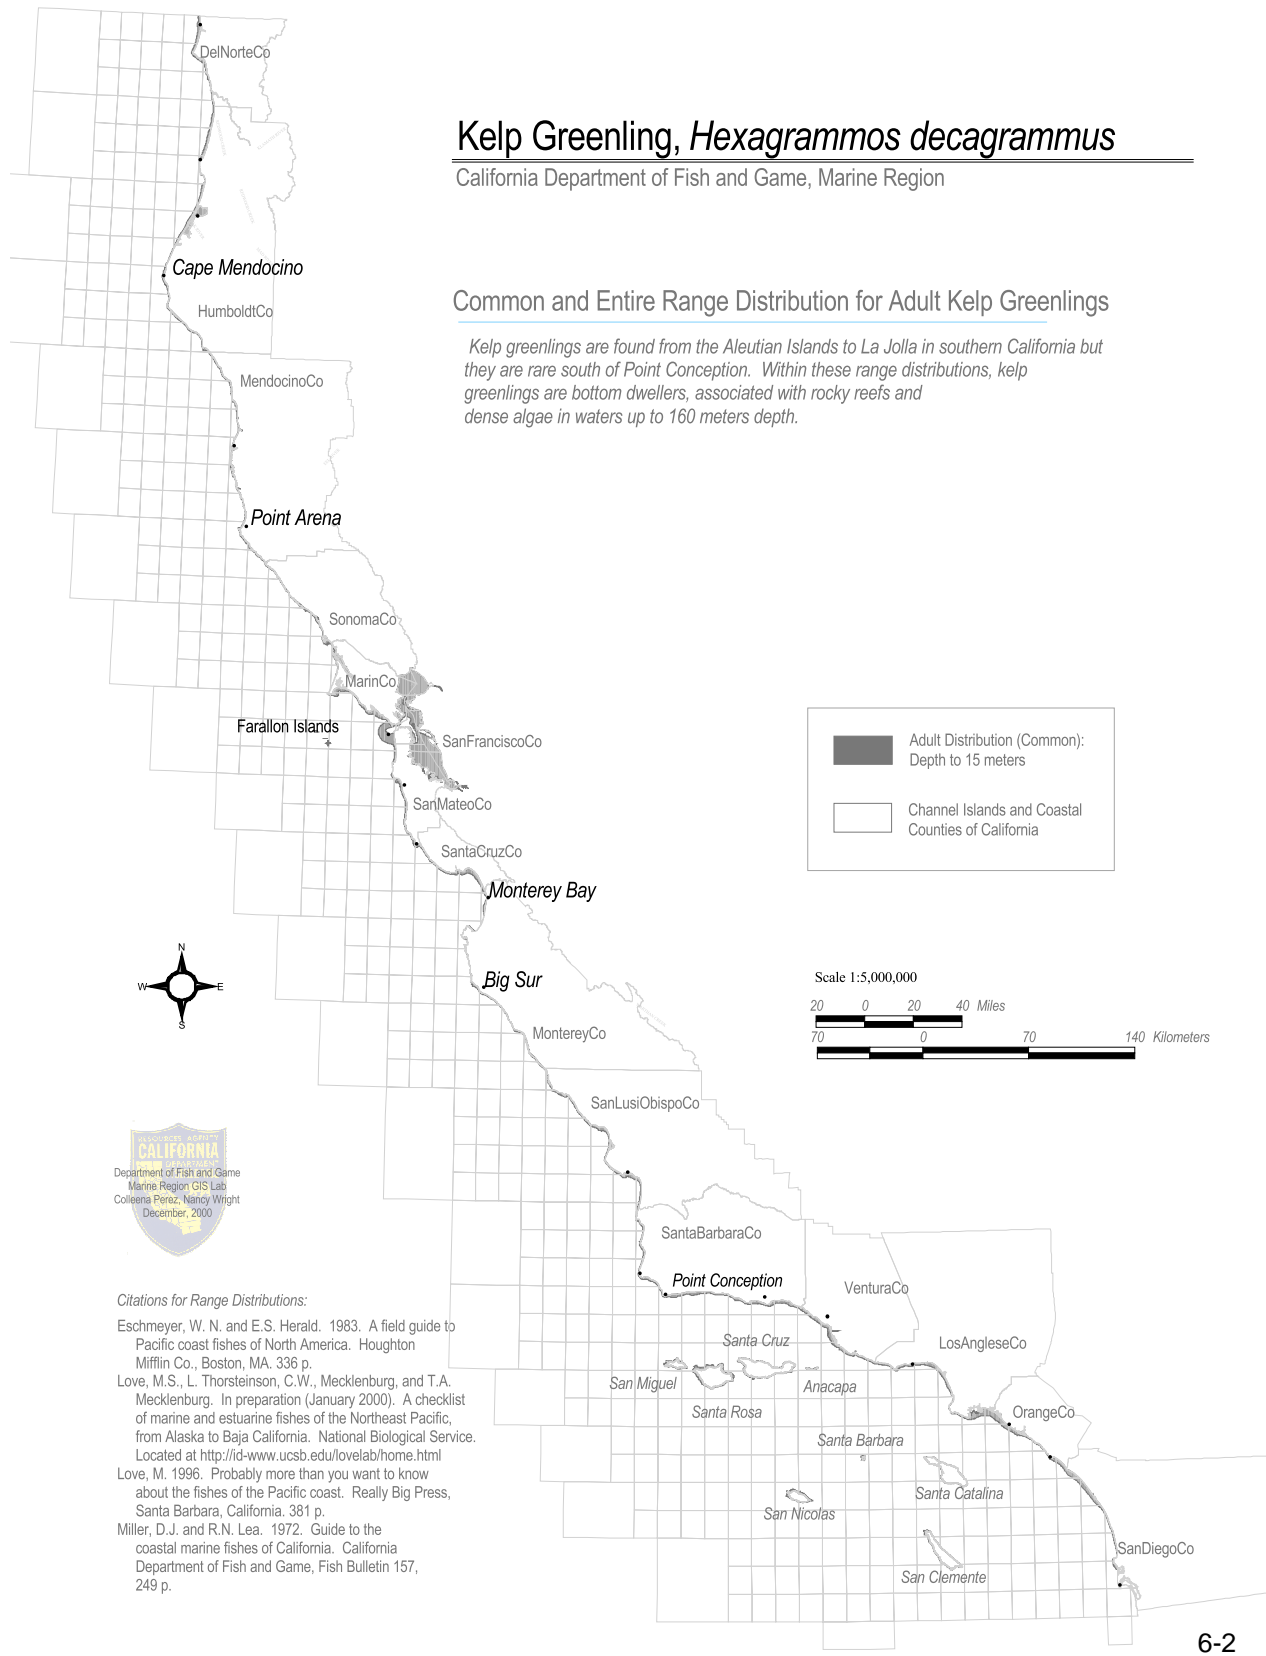 DelNorteCo
Kelp Greenling, Hexagrammos decagrammus
California Department of Fish and Game, Marine Region
Cape Mendocino
HumboldtCo
Common and Entire Range Distribution for Adult Kelp Greenlings
Kelp greenlings are found from the Aleutian Islands to La Jolla in southern California but
they are rare south of Point Conception. Within these range distributions, kelp
greenlings are bottom dwellers, associated with rocky reefs and
dense algae in waters up to 160 meters depth.
MendocinoCo
Point Arena
SonomaCo
MarinCo
Farallon Islands
SanFranciscoCo
SanMateoCo
SantaCruzCo
Monterey Bay
Big Sur
MontereyCo
SanLusiObispoCo
Adult Distribution (Common):
Depth to 15 meters
Channel Islands and Coastal
Counties of California
N
W E
S
Scale 1:5,000,000
20 0 20 40 Miles
70 0 70 140 Kilometers
RESOURCES AGENCY
CALIFORNIA
DEPARTMENT
Department of Fish and Game
Marine Region GIS Lab
Colleena Perez, Nancy Wright
December, 2000
SantaBarbaraCo
Point Conception
VenturaCo
LosAngleseCo
Santa Cruz
San Miguel
Anacapa
Santa Rosa
OrangeCo
Santa Barbara
Santa Catalina
San Nicolas
SanDiegoCo
San Clemente
Citations for Range Distributions:
Eschmeyer, W. N. and E.S. Herald. 1983. A field guide to
Pacific coast fishes of North America. Houghton
Mifflin Co., Boston, MA. 336 p.
Love, M.S., L. Thorsteinson, C.W., Mecklenburg, and T.A.
Mecklenburg. In preparation (January 2000). A checklist
of marine and estuarine fishes of the Northeast Pacific,
from Alaska to Baja California. National Biological Service.
Located at http://id-www.ucsb.edu/lovelab/home.html
Love, M. 1996. Probably more than you want to know
about the fishes of the Pacific coast. Really Big Press,
Santa Barbara, California. 381 p.
Miller, D.J. and R.N. Lea. 1972. Guide to the
coastal marine fishes of California. California
Department of Fish and Game, Fish Bulletin 157,
249 p.
6-2